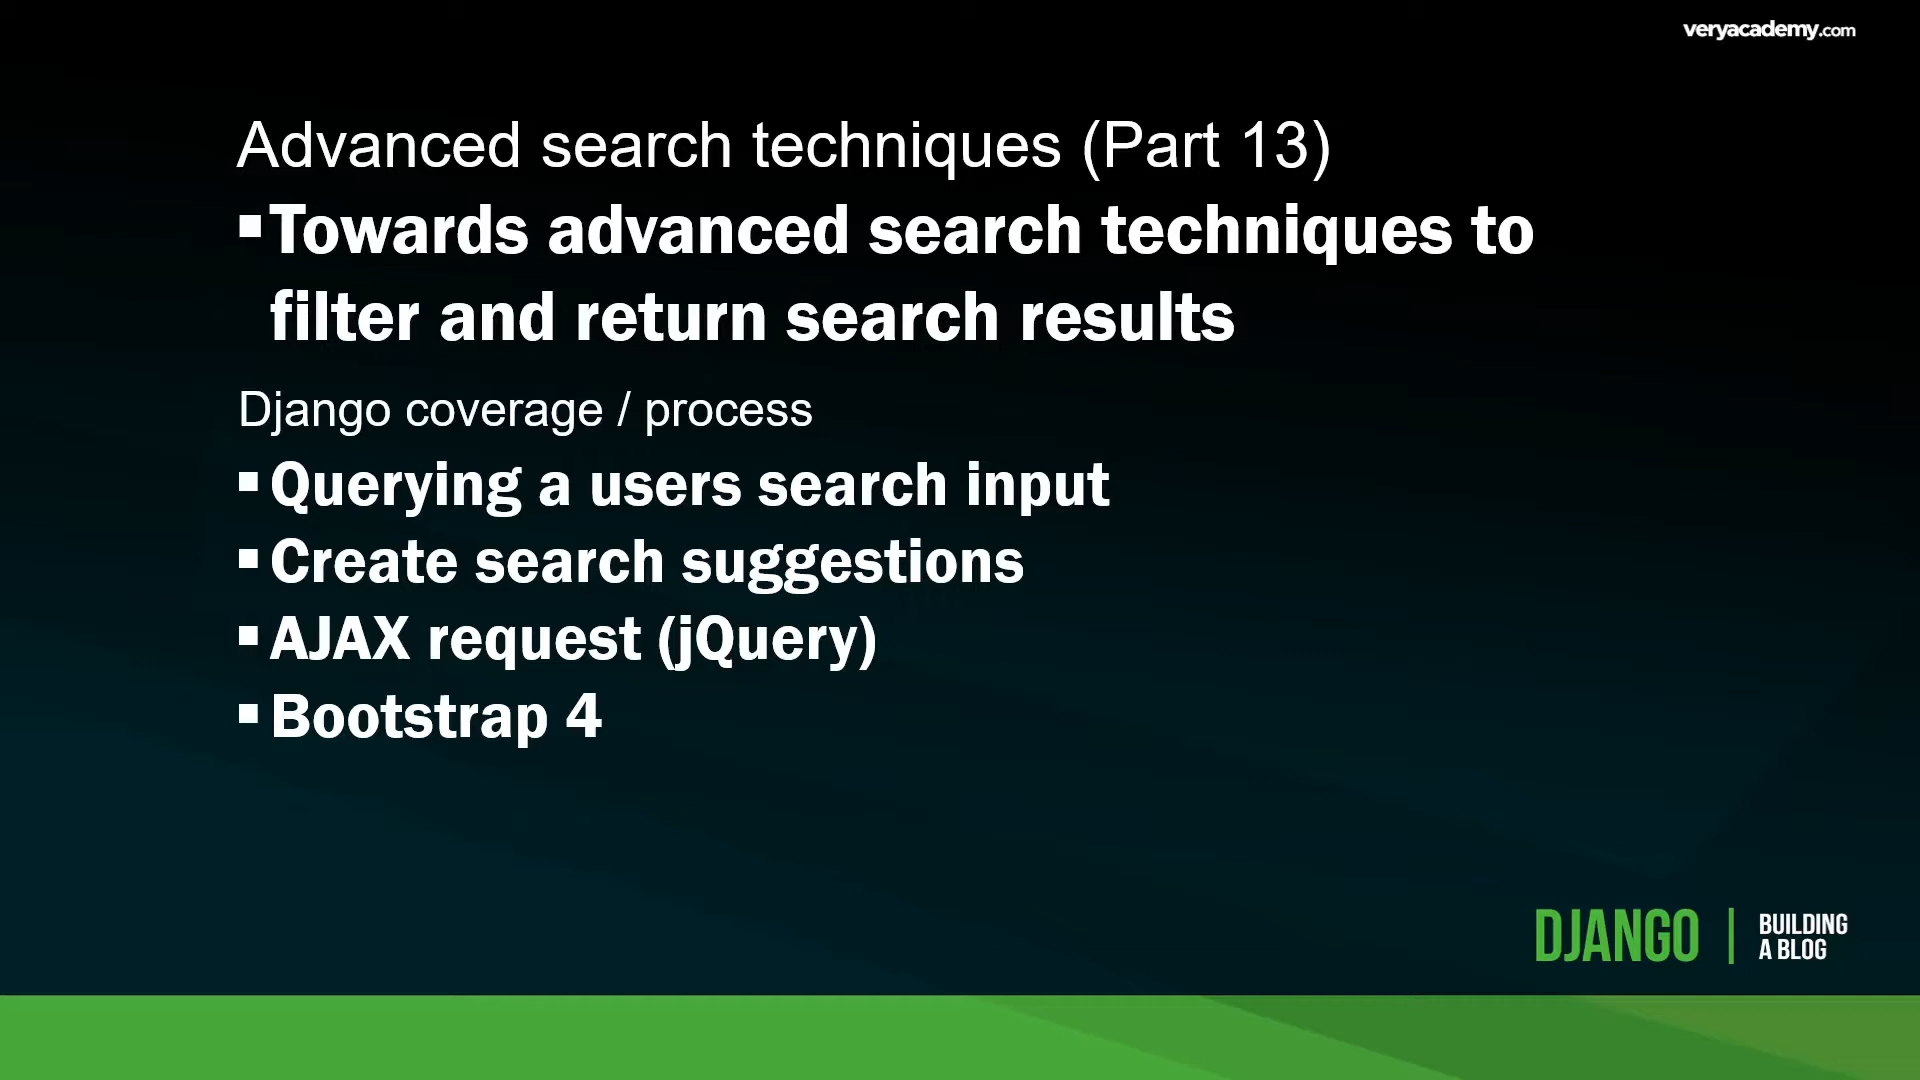 veryacademy.com
Advanced search techniques (Part 13)
▪Towards advanced search techniques to
filter and return search results
Django coverage / process
▪Querying a users search input
▪Create search suggestions
▪AJAX request (jQuery)
▪Bootstrap 4
DJANGO | BUILDING
A BLOG